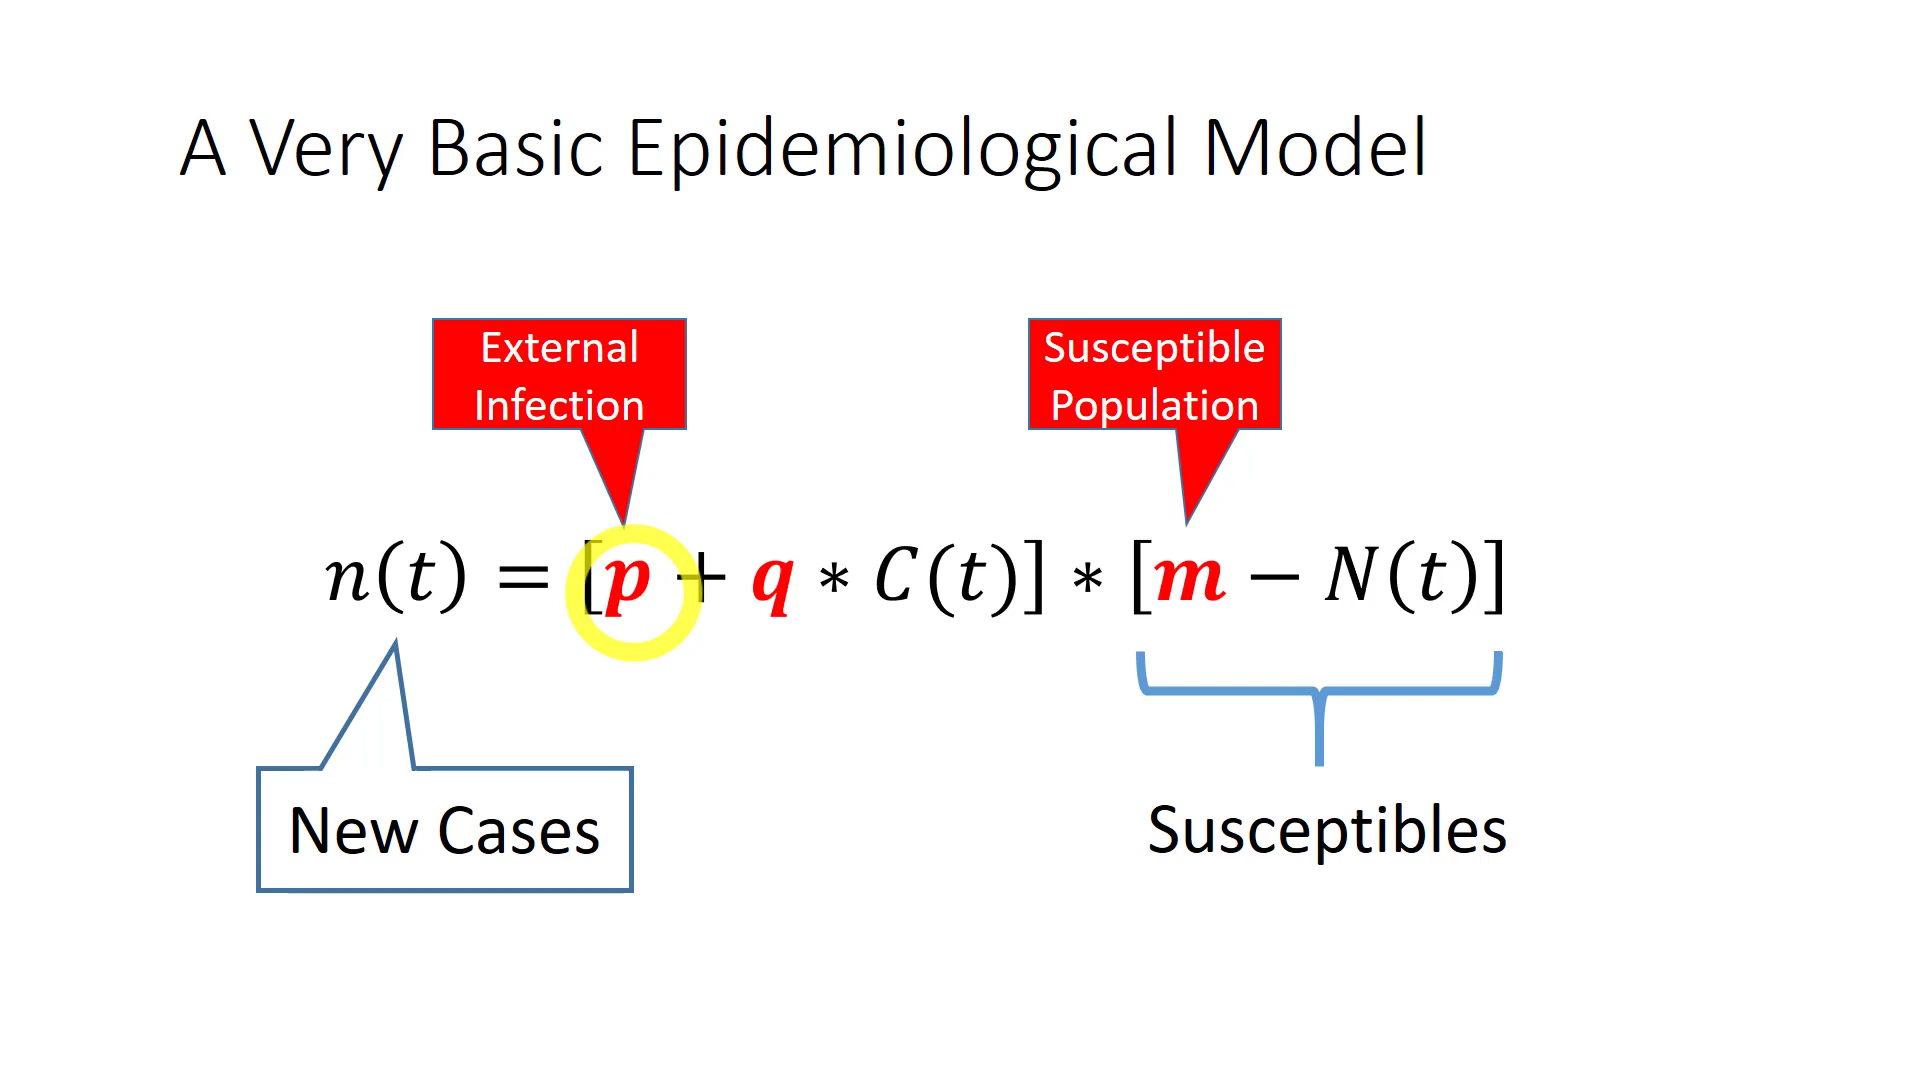 A Very Basic Epidemiological Model
External
Infection
Susceptible
Population
n(t) = [p + q * C(t)] * [m − N(t)]
New Cases
Susceptibles